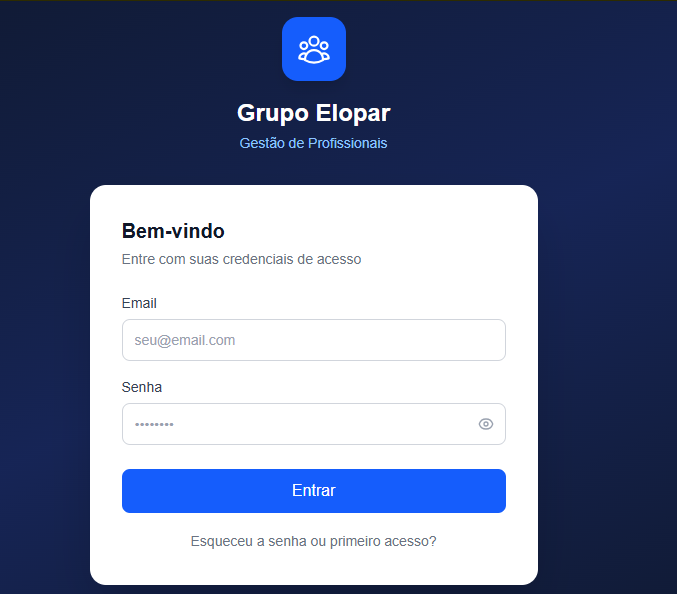 Grupo Elopar
Gestão de Profissionais
Bem-vindo
Entre com suas credenciais de acesso
Email
seu@email.com
Senha
••••••••
Entrar
Esqueceu a senha ou primeiro acesso?